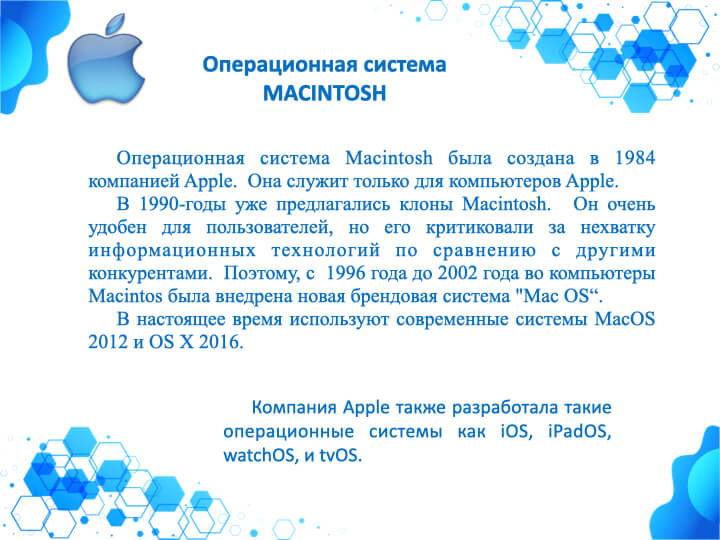 Операционная система
MACINTOSH
Операционная система Macintosh была создана в 1984
компанией Apple. Она служит только для компьютеров Apple.
В 1990-годы уже предлагались клоны Macintosh. Он очень
удобен для пользователей, но его критиковали за нехватку
информационных технологий по сравнению с другими
конкурентами. Поэтому, с 1996 года до 2002 года во компьютеры
Macintos была внедрена новая брендовая система "Mac OS“.
В настоящее время используют современные системы MacOS
2012 и OS X 2016.
Компания Apple также разработала такие
операционные системы как iOS, iPadOS,
watchOS, и tvOS.